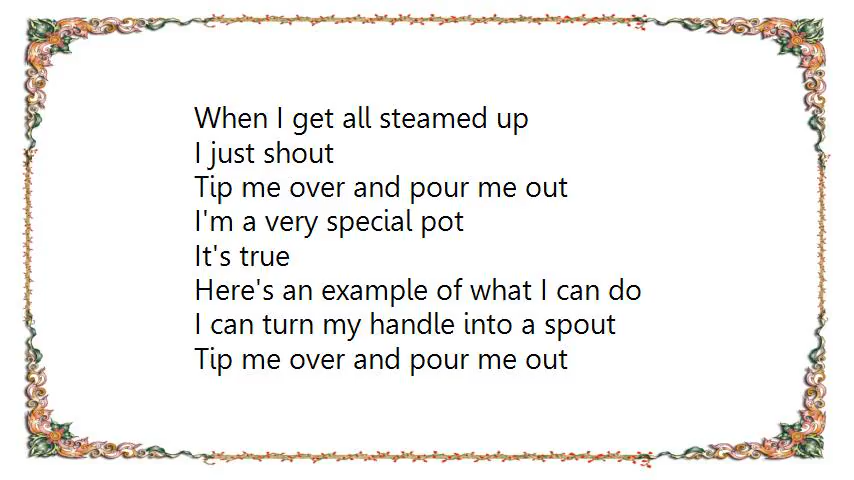 When I get all steamed up
I just shout
Tip me over and pour me out
I'm a very special pot
It's true
Here's an example of what I can do
I can turn my handle into a spout
Tip me over and pour me out